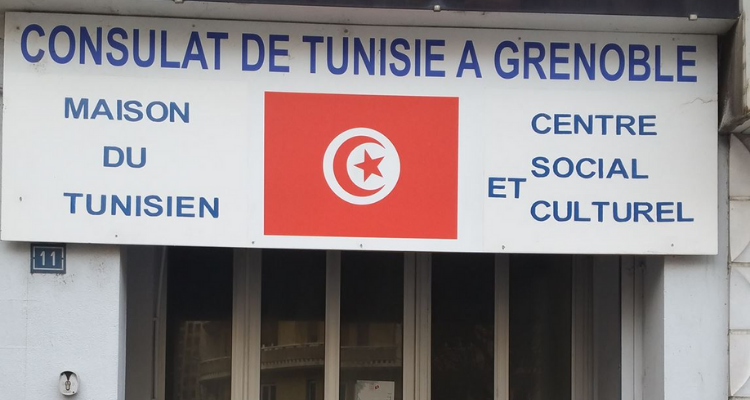 CONSULAT DE TUNISIE A GRENOBLE
MAISON
DU
TUNISIEN
CENTRE
SOCIAL
ET CULTUREL
11